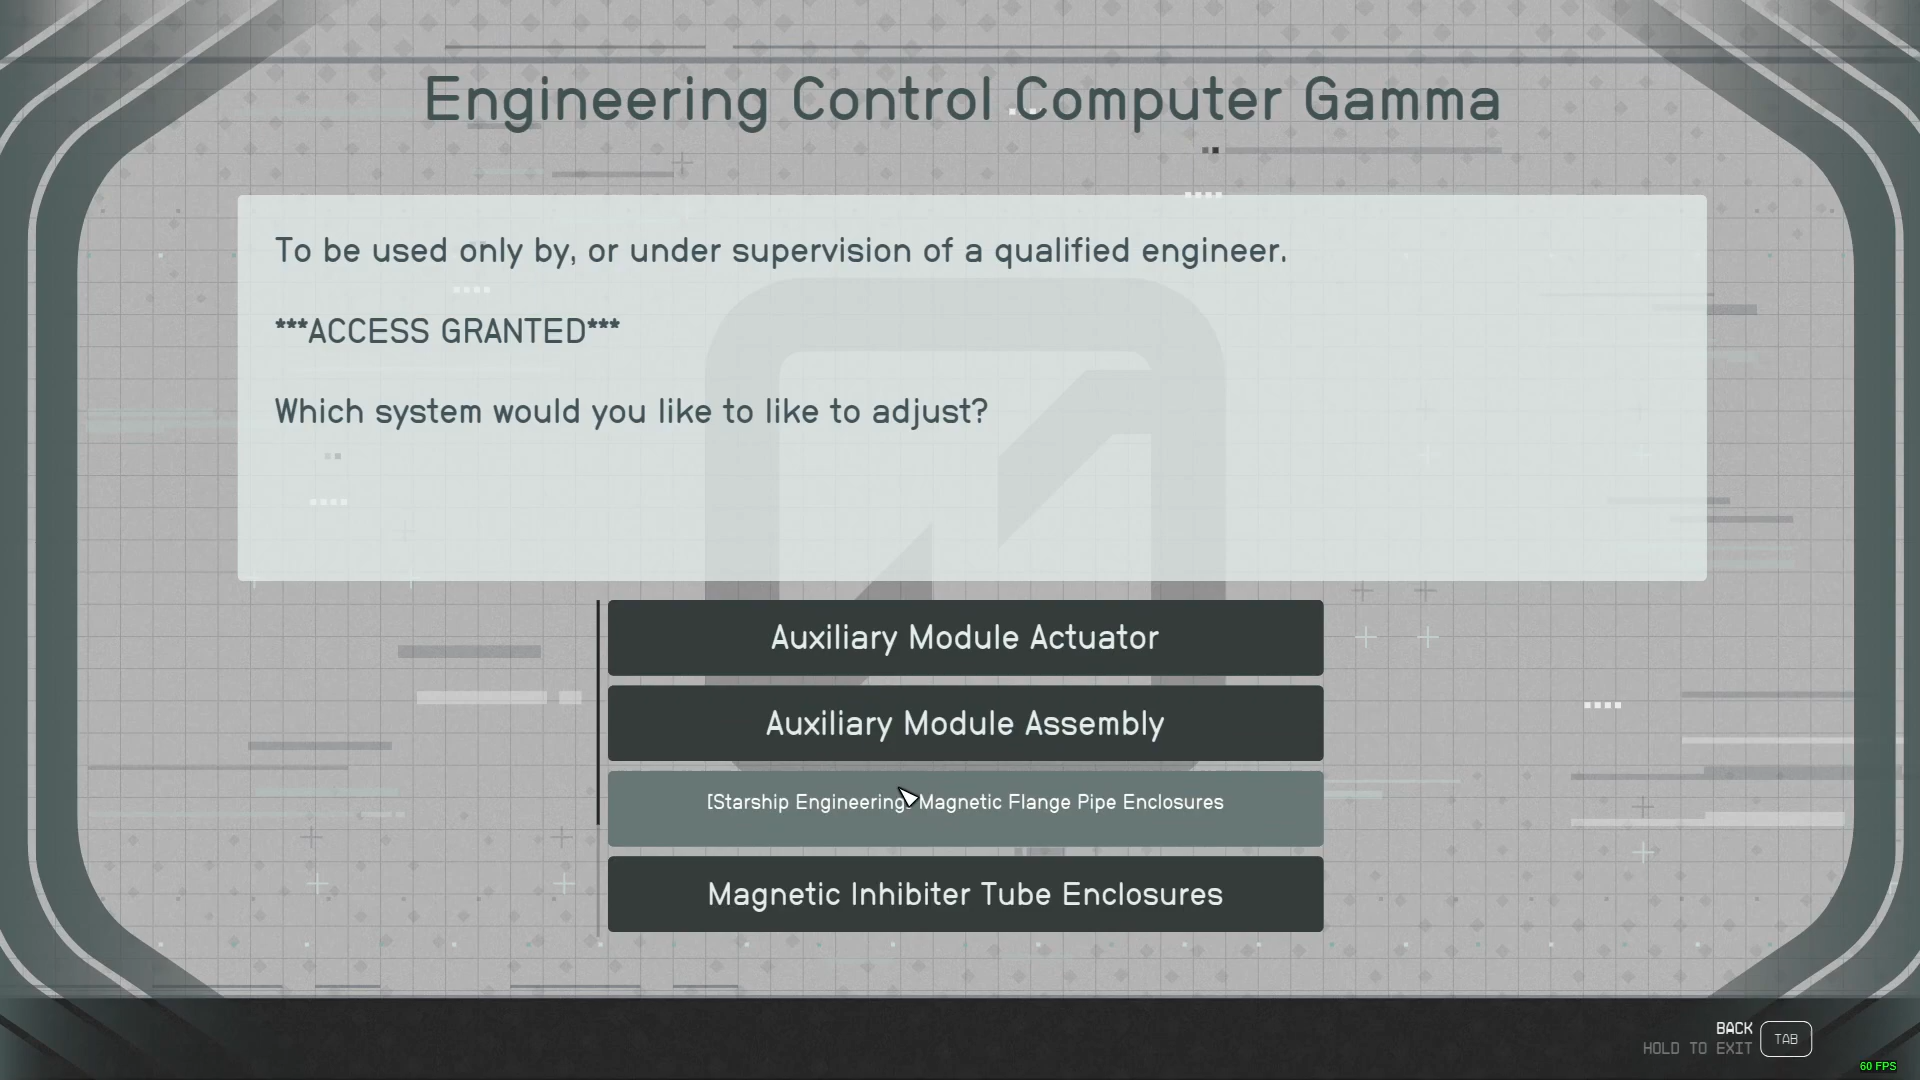 Engineering Control Computer Gamma
To be used only by, or under supervision of a qualified engineer.
***ACCESS GRANTED***
Which system would you like to like to adjust?
Auxiliary Module Actuator
Auxiliary Module Assembly
[Starship Engineering] Magnetic Flange Pipe Enclosures
Magnetic Inhibiter Tube Enclosures
BACK
HOLD TO EXIT
TAB
60 FPS